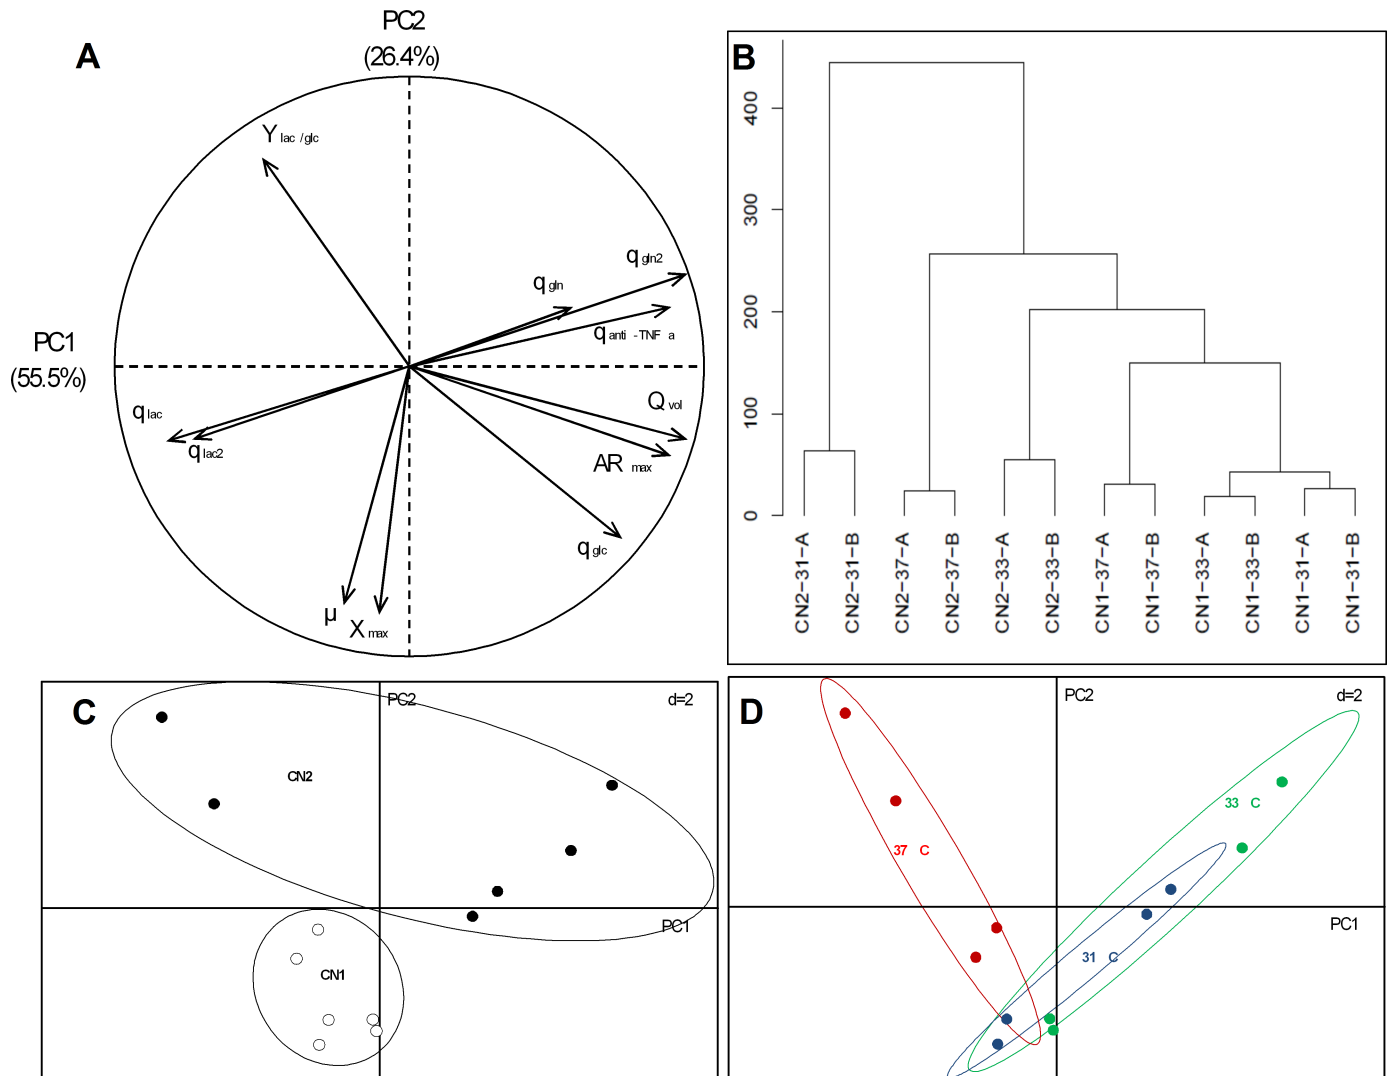 A
PC2
(26.4%)
Y lac /glc
q gln2
q gln
q anti -TNF a
PC1
(55.5%)
q lac
q lac2
Q vol
AR max
q glc
µ
X max
B
400
300
200
100
0
CN2-31-A
CN2-31-B
CN2-37-A
CN2-37-B
CN2-33-A
CN2-33-B
CN1-37-A
CN1-37-B
CN1-33-A
CN1-33-B
CN1-31-A
CN1-31-B
C
PC2
d=2
CN2
PC1
CN1
D
PC2
d=2
33 C
37 C
PC1
31 C